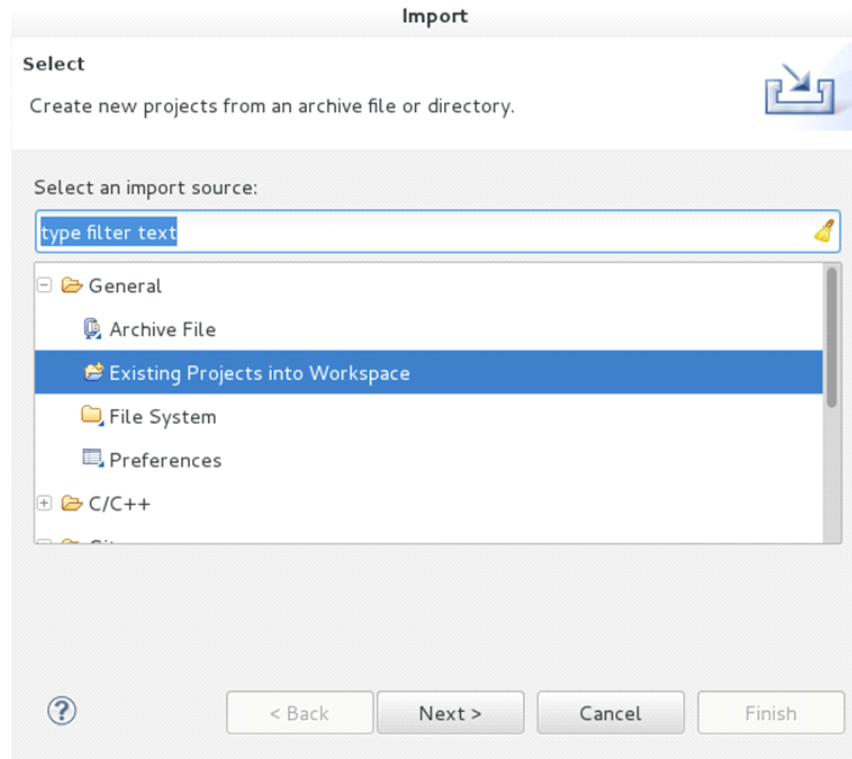 Import
Select
Create new projects from an archive file or directory.
Select an import source:
type filter text
General
Archive File
Existing Projects into Workspace
File System
Preferences
C/C++
< Back Next > Cancel Finish